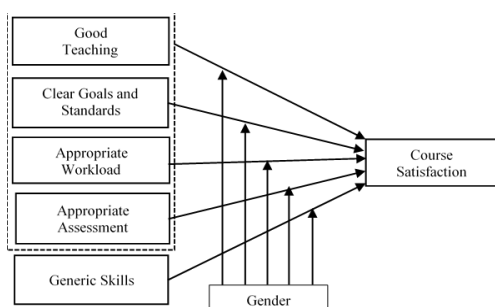 Good
Teaching
Clear Goals and
Standards
Appropriate
Workload
Appropriate
Assessment
Generic Skills
Course
Satisfaction
Gender